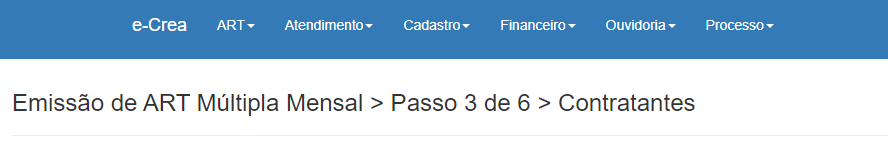 e-Crea ART Atendimento Cadastro Financeiro Ouvidoria Processo
Emissão de ART Múltipla Mensal > Passo 3 de 6 > Contratantes